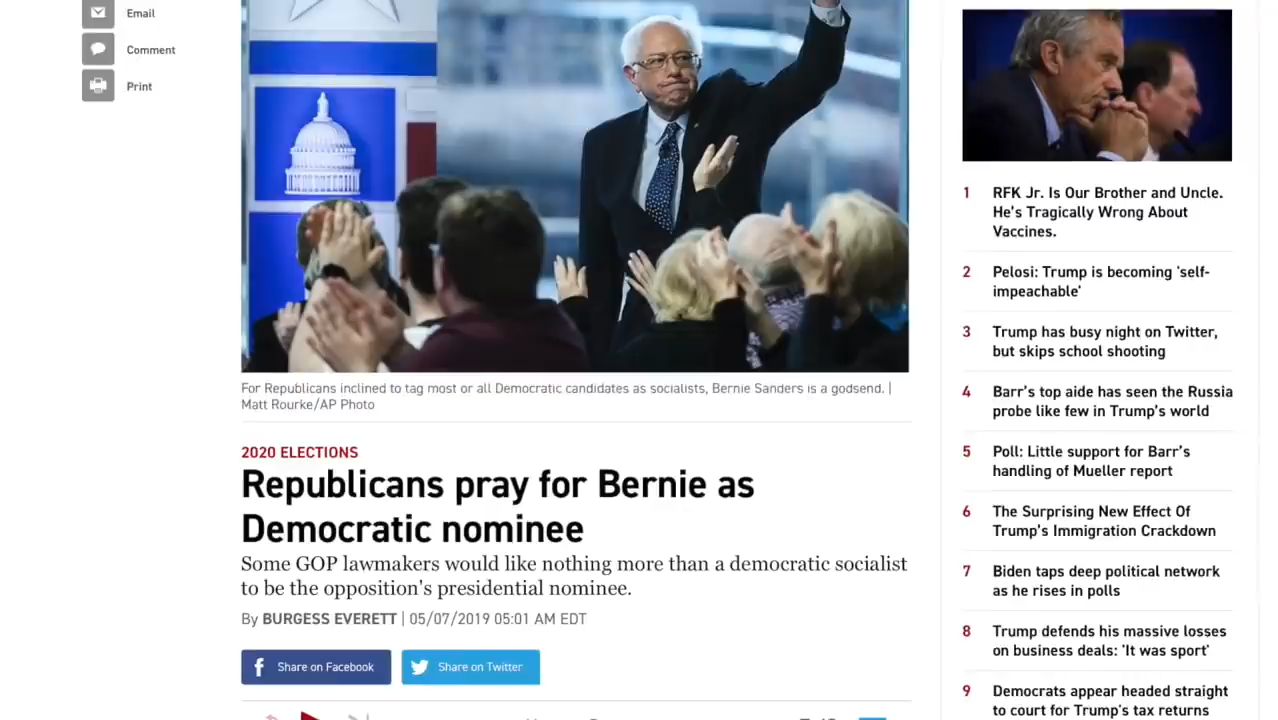 Email
Comment
Print
For Republicans inclined to tag most or all Democratic candidates as socialists, Bernie Sanders is a godsend. |
Matt Rourke/AP Photo
2020 ELECTIONS
Republicans pray for Bernie as
Democratic nominee
Some GOP lawmakers would like nothing more than a democratic socialist
to be the opposition's presidential nominee.
By BURGESS EVERETT | 05/07/2019 05:01 AM EDT
Share on Facebook
Share on Twitter
1 RFK Jr. Is Our Brother and Uncle.
He’s Tragically Wrong About
Vaccines.
2 Pelosi: Trump is becoming 'self-
impeachable'
3 Trump has busy night on Twitter,
but skips school shooting
4 Barr’s top aide has seen the Russia
probe like few in Trump’s world
5 Poll: Little support for Barr’s
handling of Mueller report
6 The Surprising New Effect Of
Trump’s Immigration Crackdown
7 Biden taps deep political network
as he rises in polls
8 Trump defends his massive losses
on business deals: 'It was sport'
9 Democrats appear headed straight
to court for Trump's tax returns